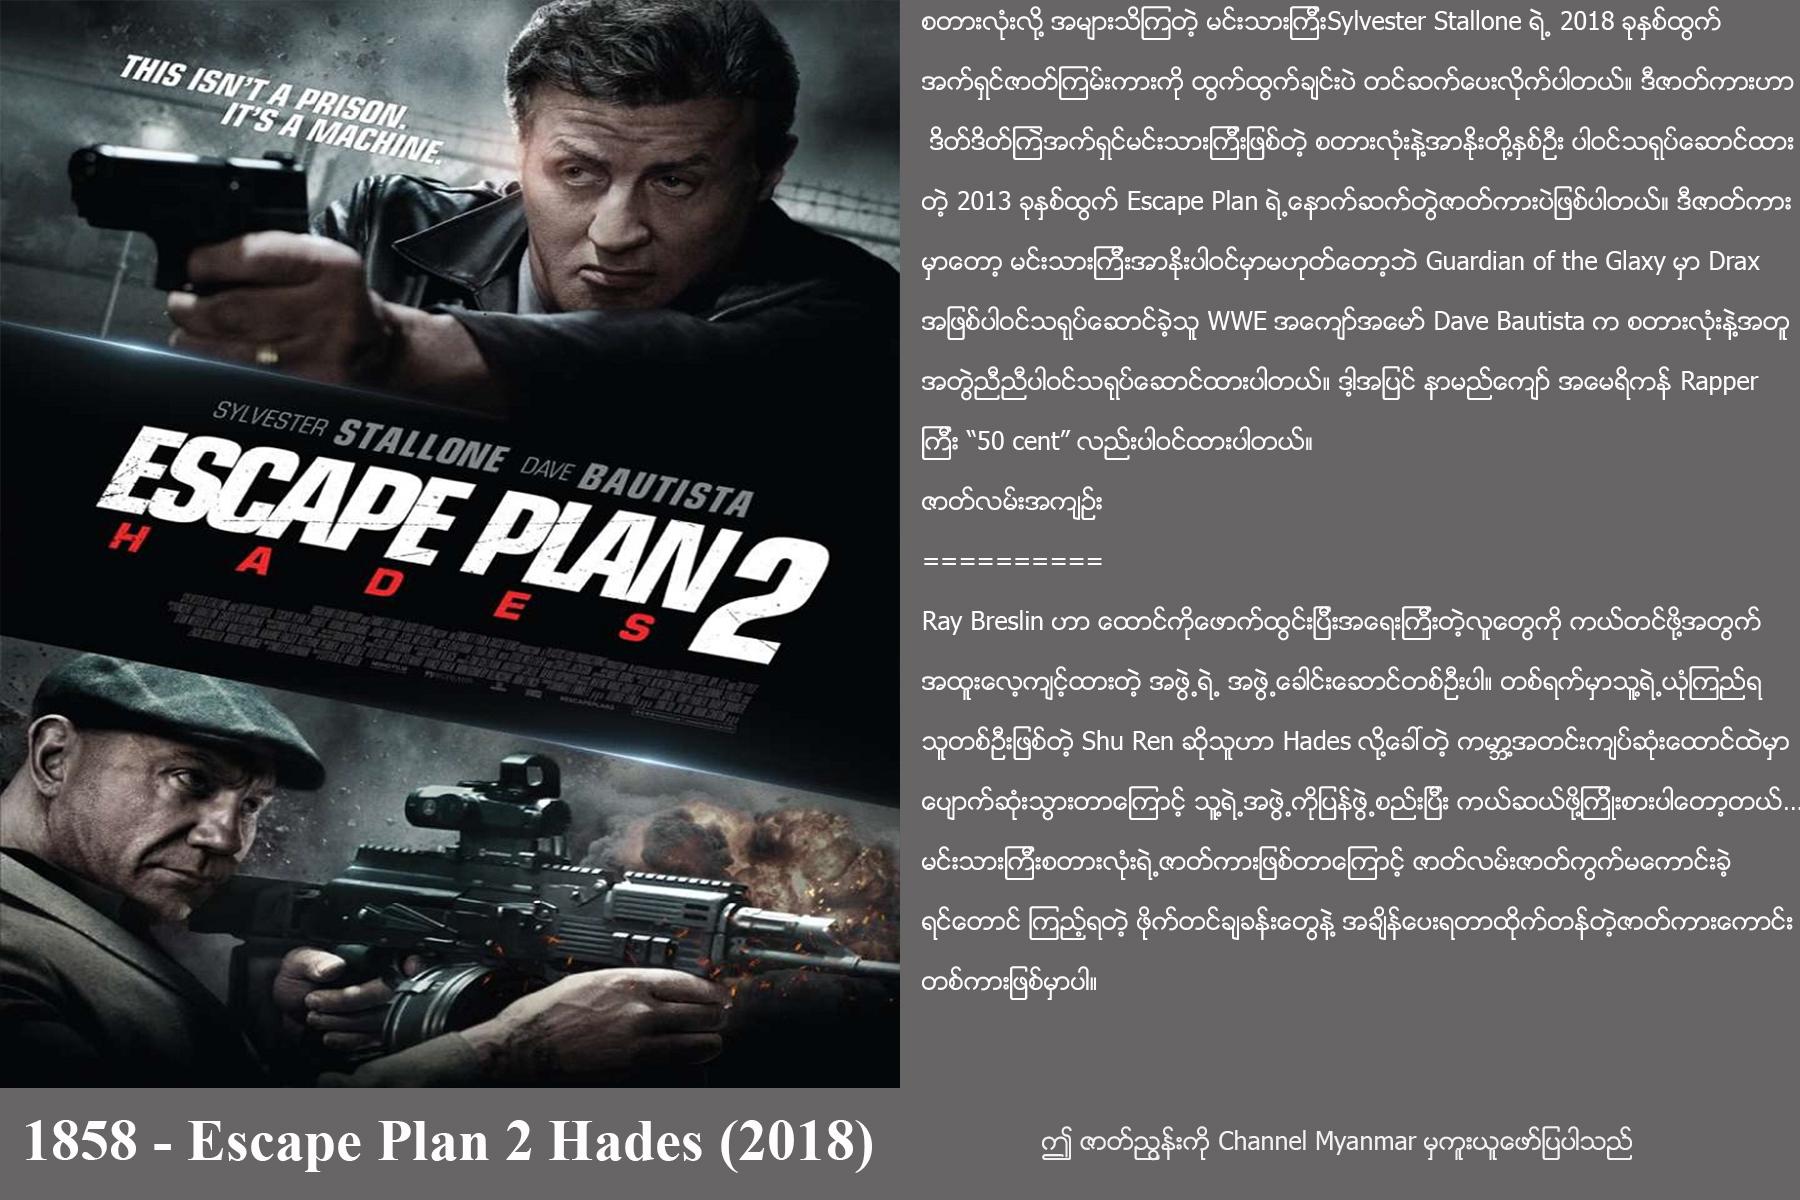 THIS ISN'T A PRISON.
IT'S A MACHINE.
SYLVESTER STALLONE DAVE BAUTISTA
ESCAPE PLAN 2
HADES
1858 - Escape Plan 2 Hades (2018)
စတားလုံးလို့ အများသိကြတဲ့ မင်းသားကြီးSylvester Stallone ရဲ့ 2018 ခုနှစ်ထွက်
အက်ရှင်ဇာတ်ကြမ်းကားကို ထွက်ထွက်ချင်းပဲ တင်ဆက်ပေးလိုက်ပါတယ်။ ဒီဇာတ်ကားဟာ
ဒိတ်ဒိတ်ကြဲအက်ရှင်မင်းသားကြီးဖြစ်တဲ့ စတားလုံးနဲ့အာနိုးတို့နှစ်ဦး ပါဝင်သရုပ်ဆောင်ထား
တဲ့ 2013 ခုနှစ်ထွက် Escape Plan ရဲ့နောက်ဆက်တွဲဇာတ်ကားပဲဖြစ်ပါတယ်။ ဒီဇာတ်ကား
မှာတော့ မင်းသားကြီးအာနိုးပါဝင်မှာမဟုတ်တော့ဘဲ Guardian of the Glaxy မှာ Drax
အဖြစ်ပါဝင်သရုပ်ဆောင်ခဲ့သူ WWE အကျော်အမော် Dave Bautista က စတားလုံးနဲ့အတူ
အတွဲညီညီပါဝင်သရုပ်ဆောင်ထားပါတယ်။ ဒါ့အပြင် နာမည်ကျော် အမေရိကန် Rapper
ကြီး “50 cent” လည်းပါဝင်ထားပါတယ်။
ဇာတ်လမ်းအကျဉ်း
==========
Ray Breslin ဟာ ထောင်ကိုဖောက်ထွင်းပြီးအရေးကြီးတဲ့လူတွေကို ကယ်တင်ဖို့အတွက်
အထူးလေ့ကျင့်ထားတဲ့ အဖွဲ့ရဲ့ အဖွဲ့ခေါင်းဆောင်တစ်ဦးပါ။ တစ်ရက်မှာသူ့ရဲ့ယုံကြည်ရ
သူတစ်ဦးဖြစ်တဲ့ Shu Ren ဆိုသူဟာ Hades လို့ခေါ်တဲ့ ကမ္ဘာ့အတင်းကျပ်ဆုံးထောင်ထဲမှာ
ပျောက်ဆုံးသွားတာကြောင့် သူ့ရဲ့အဖွဲ့ကိုပြန်ဖွဲ့စည်းပြီး ကယ်ဆယ်ဖို့ကြိုးစားပါတော့တယ်...
မင်းသားကြီးစတားလုံးရဲ့ဇာတ်ကားဖြစ်တာကြောင့် ဇာတ်လမ်းဇာတ်ကွက်မကောင်းခဲ့
ရင်တောင် ကြည့်ရတဲ့ ဖိုက်တင်ချခန်းတွေနဲ့ အချိန်ပေးရတာထိုက်တန်တဲ့ဇာတ်ကားကောင်း
တစ်ကားဖြစ်မှာပါ။
ဤ ဇာတ်ညွှန်းကို Channel Myanmar မှကူးယူဖော်ပြပါသည်